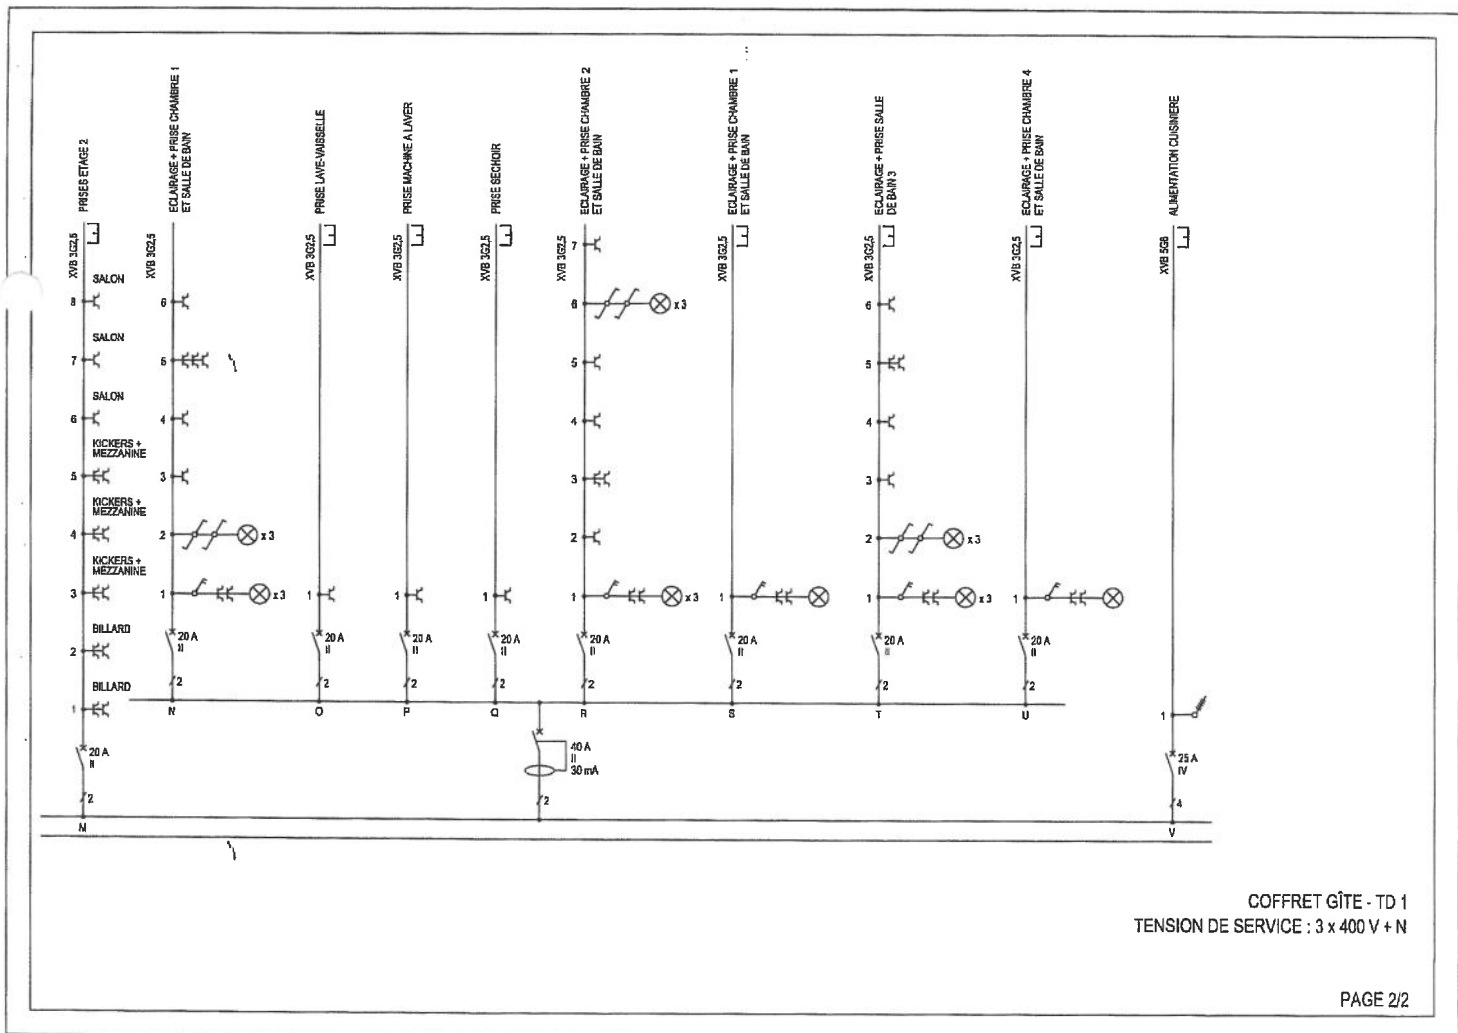 PRISES ETAGE 2
ECLAIRAGE + PRISE CHAMBRE 1
ET SALLE DE BAIN
PRISE LAVE-VAISSELLE
PRISE MACHINE A LAVER
PRISE SECHOIR
ECLAIRAGE + PRISE CHAMBRE 2
ET SALLE DE BAIN
ECLAIRAGE + PRISE CHAMBRE 1
ET SALLE DE BAIN
ECLAIRAGE + PRISE SALLE
DE BAIN 3
ECLAIRAGE + PRISE CHAMBRE 4
ET SALLE DE BAIN
ALIMENTATION CUISINIERE
XVB 3G2,5
XVB 3G2,5
XVB 3G2,5
XVB 3G2,5
XVB 3G2,5
XVB 3G2,5
XVB 3G2,5
XVB 3G2,5
XVB 3G2,5
XVB 5G6
8
SALON
7
SALON
6
SALON
5
KICKERS +
MEZZANINE
4
KICKERS +
MEZZANINE
3
KICKERS +
MEZZANINE
2
BILLARD
1
BILLARD
20 A
II
2
M
6
5
4
3
2
x 3
1
x 3
20 A
II
2
N
1
20 A
II
2
O
1
20 A
II
2
P
1
20 A
II
2
Q
7
6
x 3
5
4
3
2
1
x 3
20 A
II
2
R
1
20 A
II
2
S
6
5
4
3
2
x 3
1
x 3
20 A
II
2
T
1
20 A
II
2
U
40 A
II
30 mA
2
1
25 A
IV
4
V
COFFRET GÎTE - TD 1
TENSION DE SERVICE : 3 x 400 V + N
PAGE 2/2